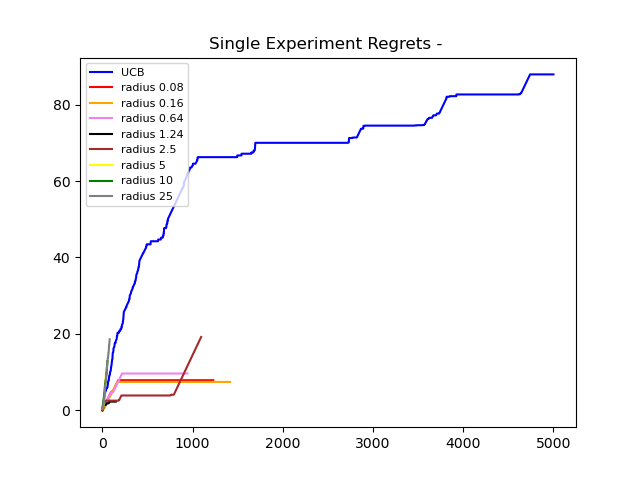 Single Experiment Regrets -
UCB
radius 0.08
radius 0.16
radius 0.64
radius 1.24
radius 2.5
radius 5
radius 10
radius 25
80
60
40
20
0
0 1000 2000 3000 4000 5000